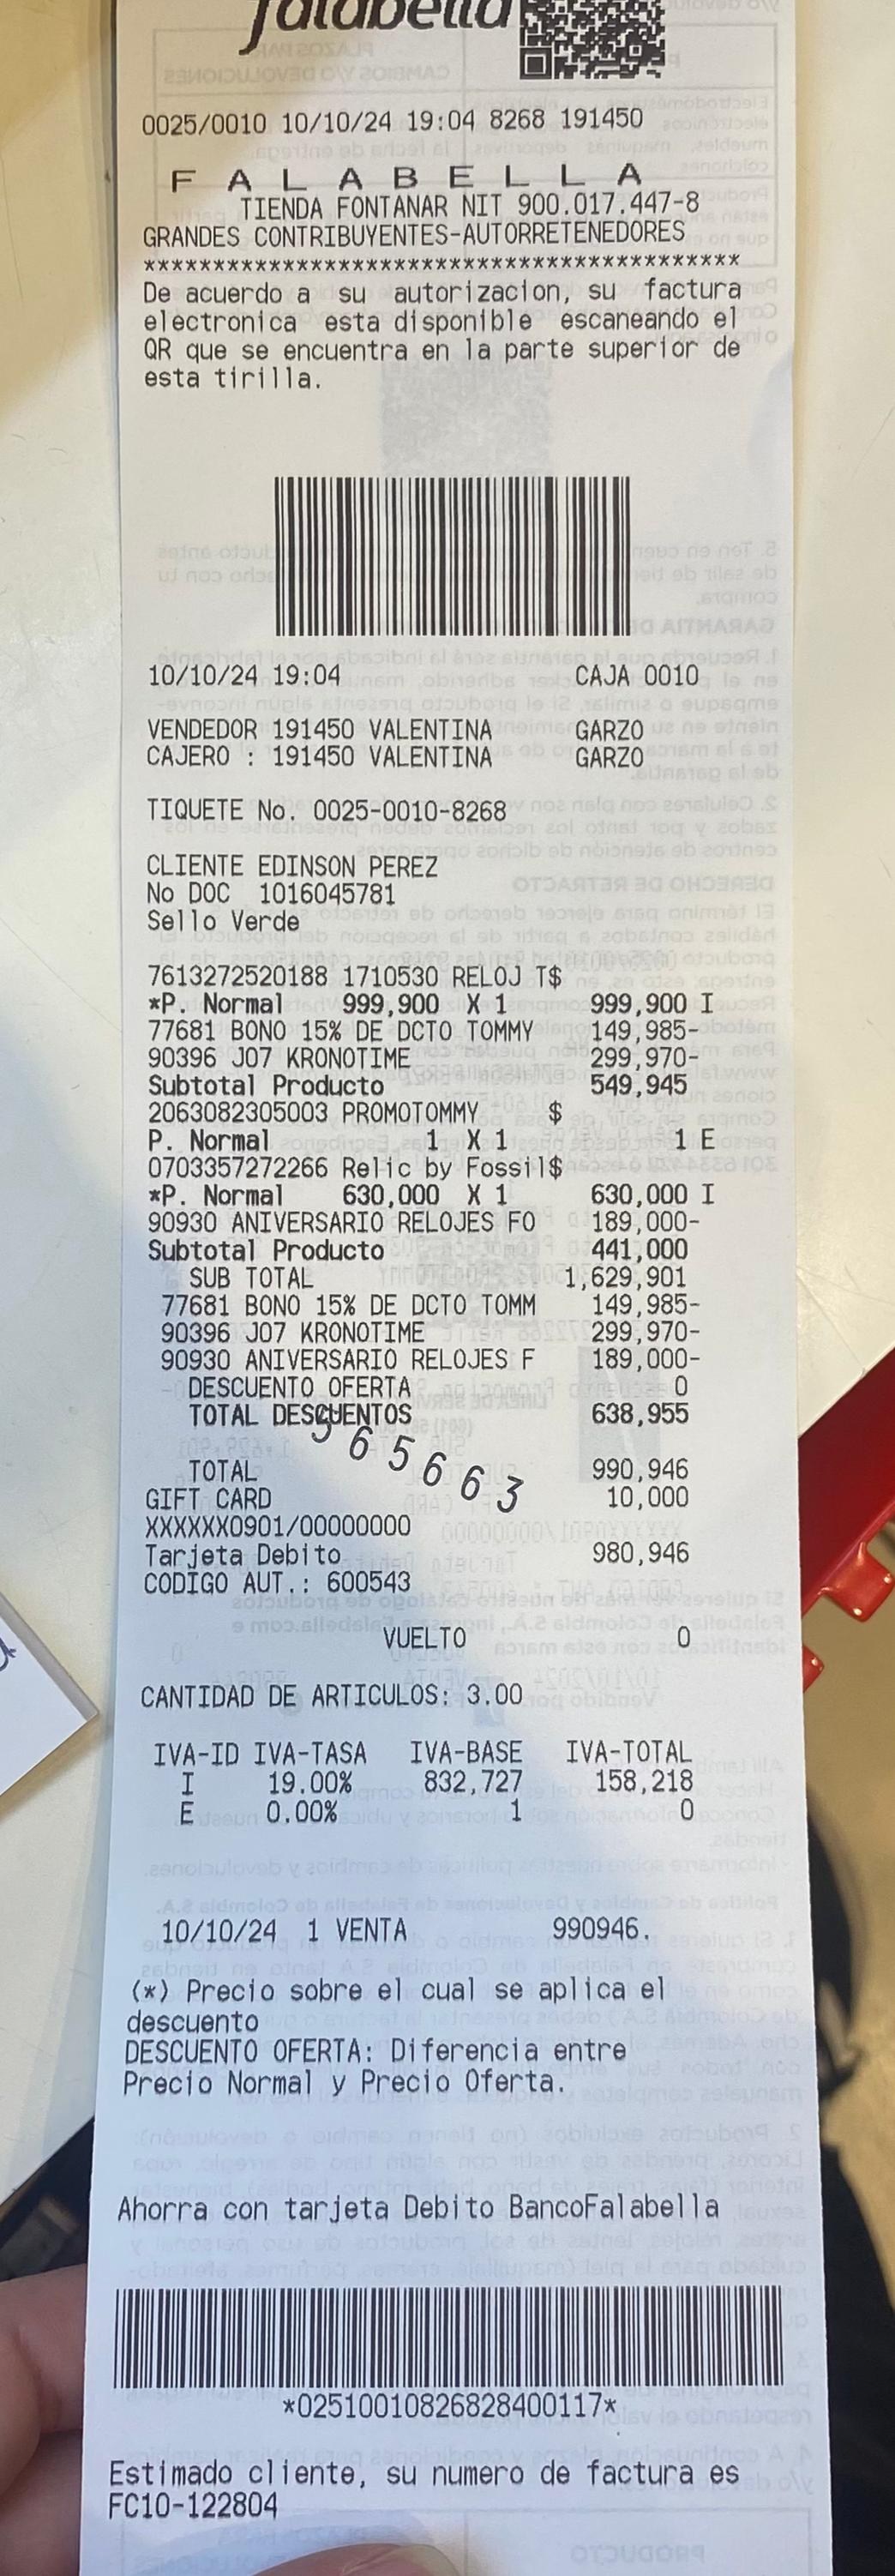 falabella
0025/0010 10/10/24 19:04 8268 191450
F A L A B E L L A
TIENDA FONTANAR NIT 900.017.447-8
GRANDES CONTRIBUYENTES-AUTORRETENEDORES
*******************************************
De acuerdo a su autorizacion, su factura
electronica esta disponible escaneando el
QR que se encuentra en la parte superior de
esta tirilla.
10/10/24 19:04 CAJA 0010
VENDEDOR 191450 VALENTINA GARZO
CAJERO : 191450 VALENTINA GARZO
TIQUETE No. 0025-0010-8268
CLIENTE EDINSON PEREZ
No DOC 1016045781
Sello Verde
7613272520188 1710530 RELOJ T$
*P. Normal 999,900 X 1 999,900 I
77681 BONO 15% DE DCTO TOMMY 149,985-
90396 J07 KRONOTIME 299,970-
Subtotal Producto 549,945
2063082305003 PROMOTOMMY $
P. Normal 1 X 1 1 E
0703357272266 Relic by Fossil$
*P. Normal 630,000 X 1 630,000 I
90930 ANIVERSARIO RELOJES FO 189,000-
Subtotal Producto 441,000
SUB TOTAL 1,629,901
77681 BONO 15% DE DCTO TOMM 149,985-
90396 J07 KRONOTIME 299,970-
90930 ANIVERSARIO RELOJES F 189,000-
DESCUENTO OFERTA 0
TOTAL DESCUENTOS 638,955
565663
TOTAL 990,946
GIFT CARD 10,000
XXXXXX0901/00000000
Tarjeta Debito 980,946
CODIGO AUT.: 600543
VUELTO 0
CANTIDAD DE ARTICULOS: 3.00
IVA-ID IVA-TASA IVA-BASE IVA-TOTAL
I 19.00% 832,727 158,218
E 0.00% 1 0
10/10/24 1 VENTA 990946.
(*) Precio sobre el cual se aplica el
descuento
DESCUENTO OFERTA: Diferencia entre
Precio Normal y Precio Oferta.
Ahorra con tarjeta Debito BancoFalabella
*02510010826828400117*
Estimado cliente, su numero de factura es
FC10-122804